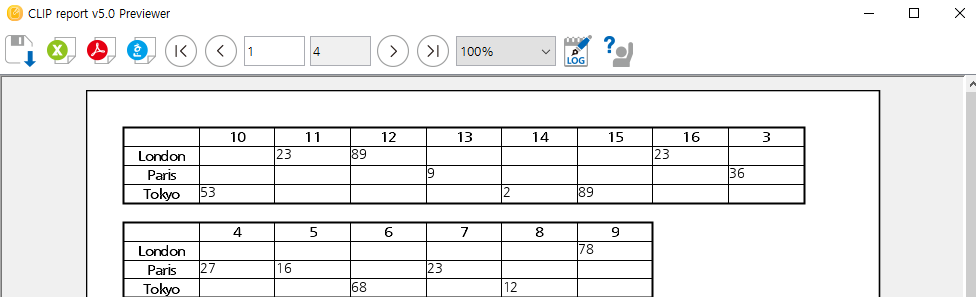 CLIP report v5.0 Previewer
1 4 100% LOG
10 11 12 13 14 15 16 3
London 23 89 23
Paris 9 36
Tokyo 53 2 89
4 5 6 7 8 9
London 78
Paris 27 16 23
Tokyo 68 12